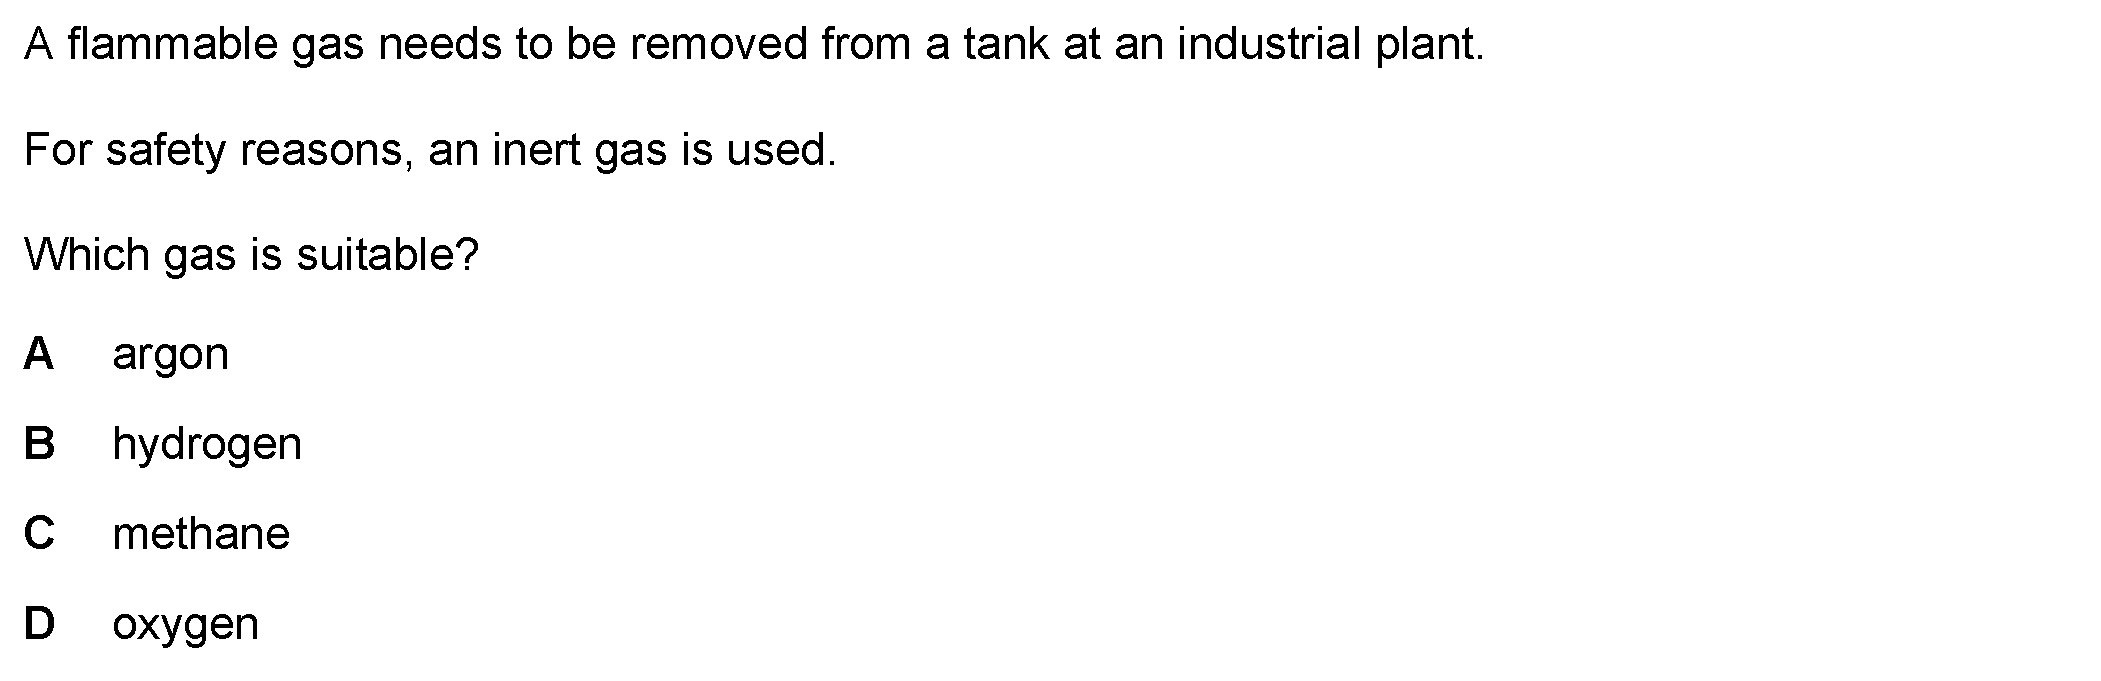 A flammable gas needs to be removed from a tank at an industrial plant.
For safety reasons, an inert gas is used.
Which gas is suitable?
A argon
B hydrogen
C methane
D oxygen